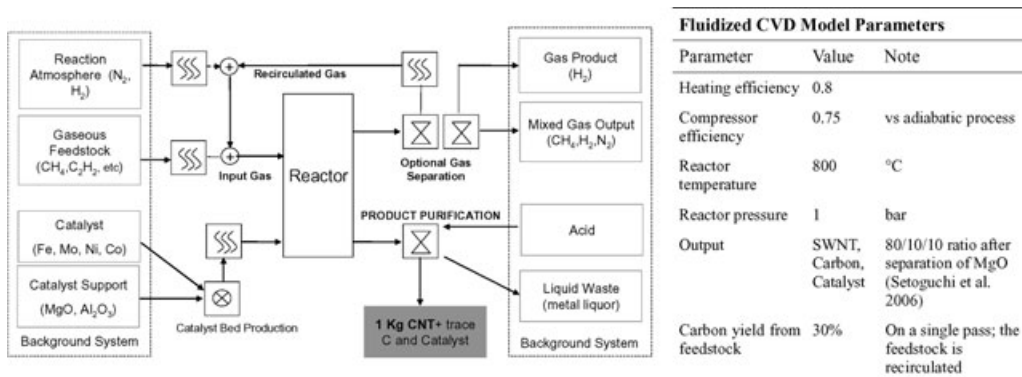 Reaction
Atmosphere (N₂,
H₂)
Gaseous
Feedstock
(CH₄,C₂H₂, etc)
Catalyst
(Fe, Mo, Ni, Co)
Catalyst Support
(MgO, Al₂O₃)
Background System
Recirculated Gas
Input Gas
Reactor
Catalyst Bed Production
Optional Gas
Separation
PRODUCT PURIFICATION
1 Kg CNT+ trace
C and Catalyst
Gas Product
(H₂)
Mixed Gas Output
(CH₄,H₂,N₂)
Acid
Liquid Waste
(metal liquor)
Background System
Fluidized CVD Model Parameters
Parameter Value Note
Heating efficiency 0.8
Compressor 0.75 vs adiabatic process
efficiency
Reactor 800 °C
temperature
Reactor pressure 1 bar
Output SWNT, 80/10/10 ratio after
Carbon, separation of MgO
Catalyst (Setoguchi et al.
2006)
Carbon yield from 30% On a single pass; the
feedstock feedstock is
recirculated